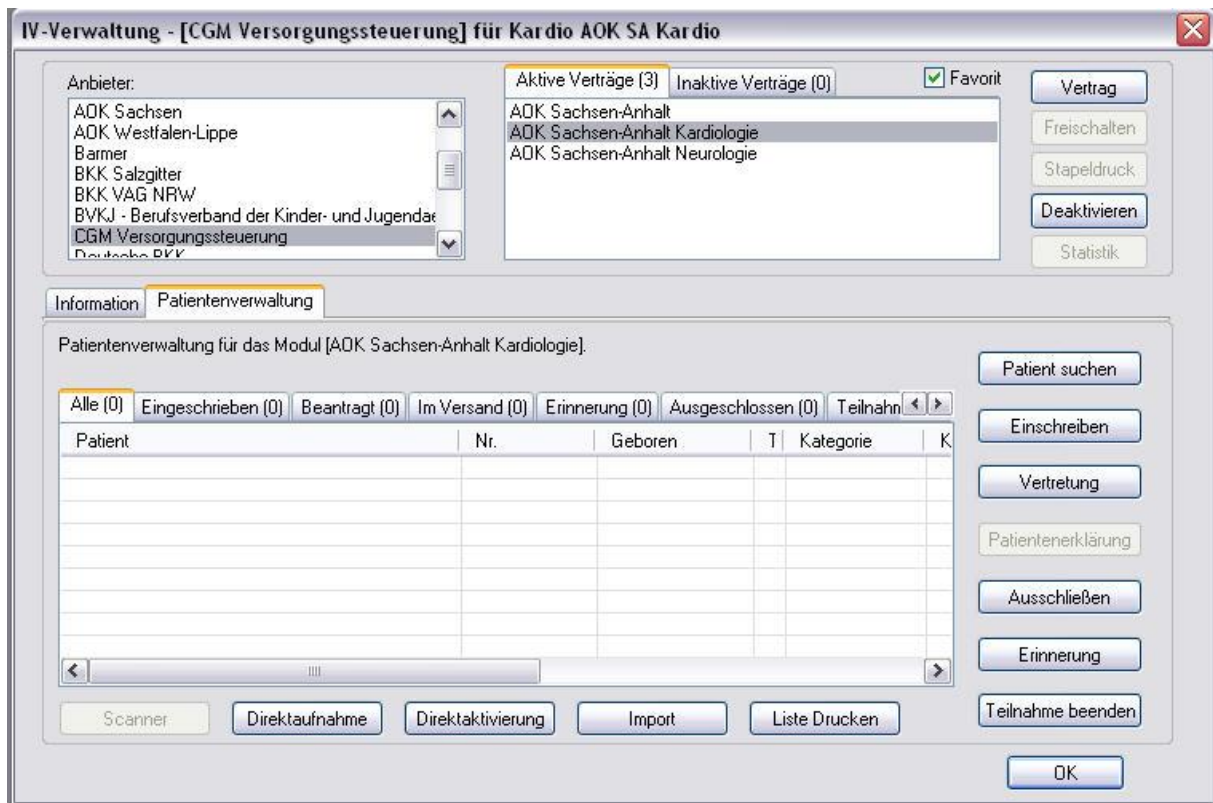 IV-Verwaltung - [CGM Versorgungssteuerung] für Kardio AOK SA Kardio
Anbieter:
AOK Sachsen
AOK Westfalen-Lippe
Barmer
BKK Salzgitter
BKK VAG NRW
BVKJ - Berufsverband der Kinder- und Jugendae
CGM Versorgungssteuerung
Deutsche BKK
Aktive Verträge (3) Inaktive Verträge (0) Favorit
AOK Sachsen-Anhalt
AOK Sachsen-Anhalt Kardiologie
AOK Sachsen-Anhalt Neurologie
Vertrag
Freischalten
Stapeldruck
Deaktivieren
Statistik
Information Patientenverwaltung
Patientenverwaltung für das Modul [AOK Sachsen-Anhalt Kardiologie].
Alle (0) Eingeschrieben (0) Beantragt (0) Im Versand (0) Erinnerung (0) Ausgeschlossen (0) Teilnahm
Patient Nr. Geboren T Kategorie K
Patient suchen
Einschreiben
Vertretung
Patientenerklärung
Ausschließen
Erinnerung
Teilnahme beenden
Scanner Direktaufnahme Direktaktivierung Import Liste Drucken
OK